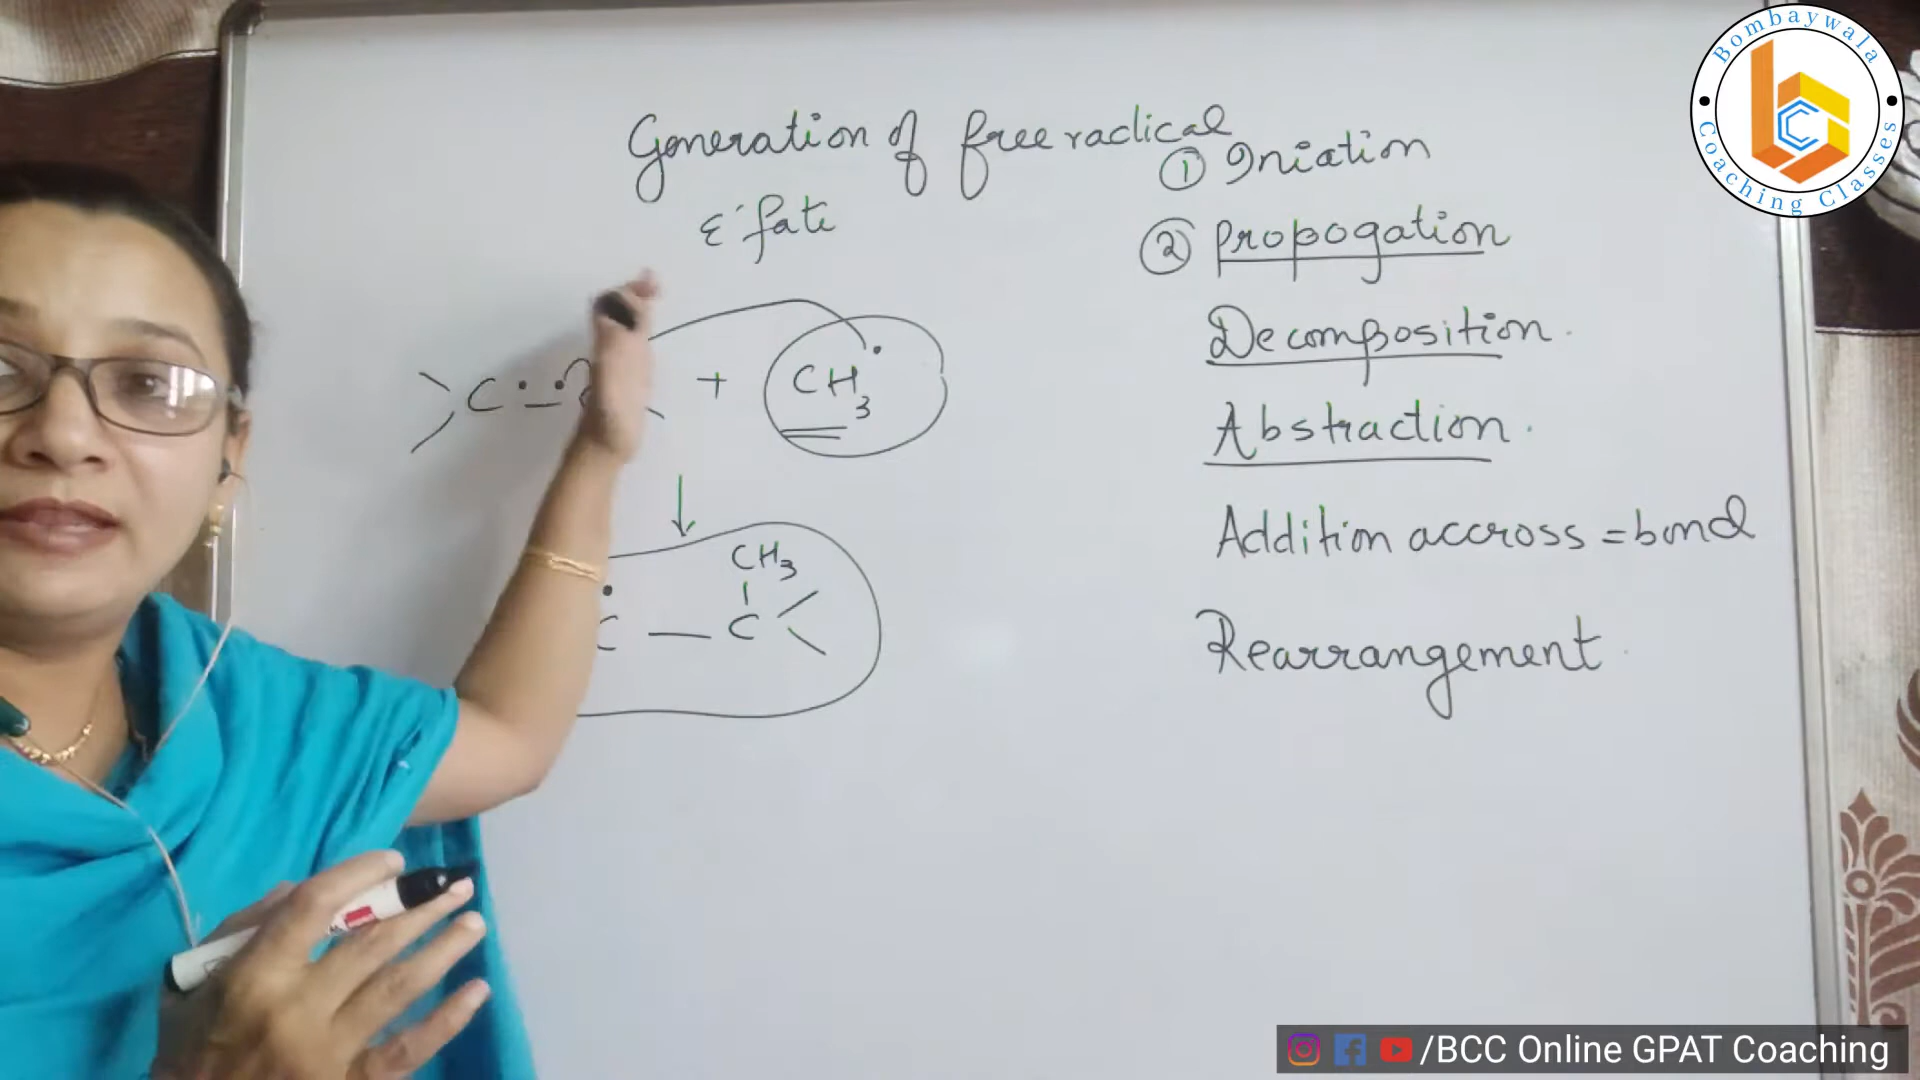 Generation of free radical
& fate
C C + CH3
CH3
C — C
① Iniation
② Propogation
Decomposition
Abstraction
Addition accross = bond
Rearrangement
Bombaywala
Coaching Classes
/BCC Online GPAT Coaching